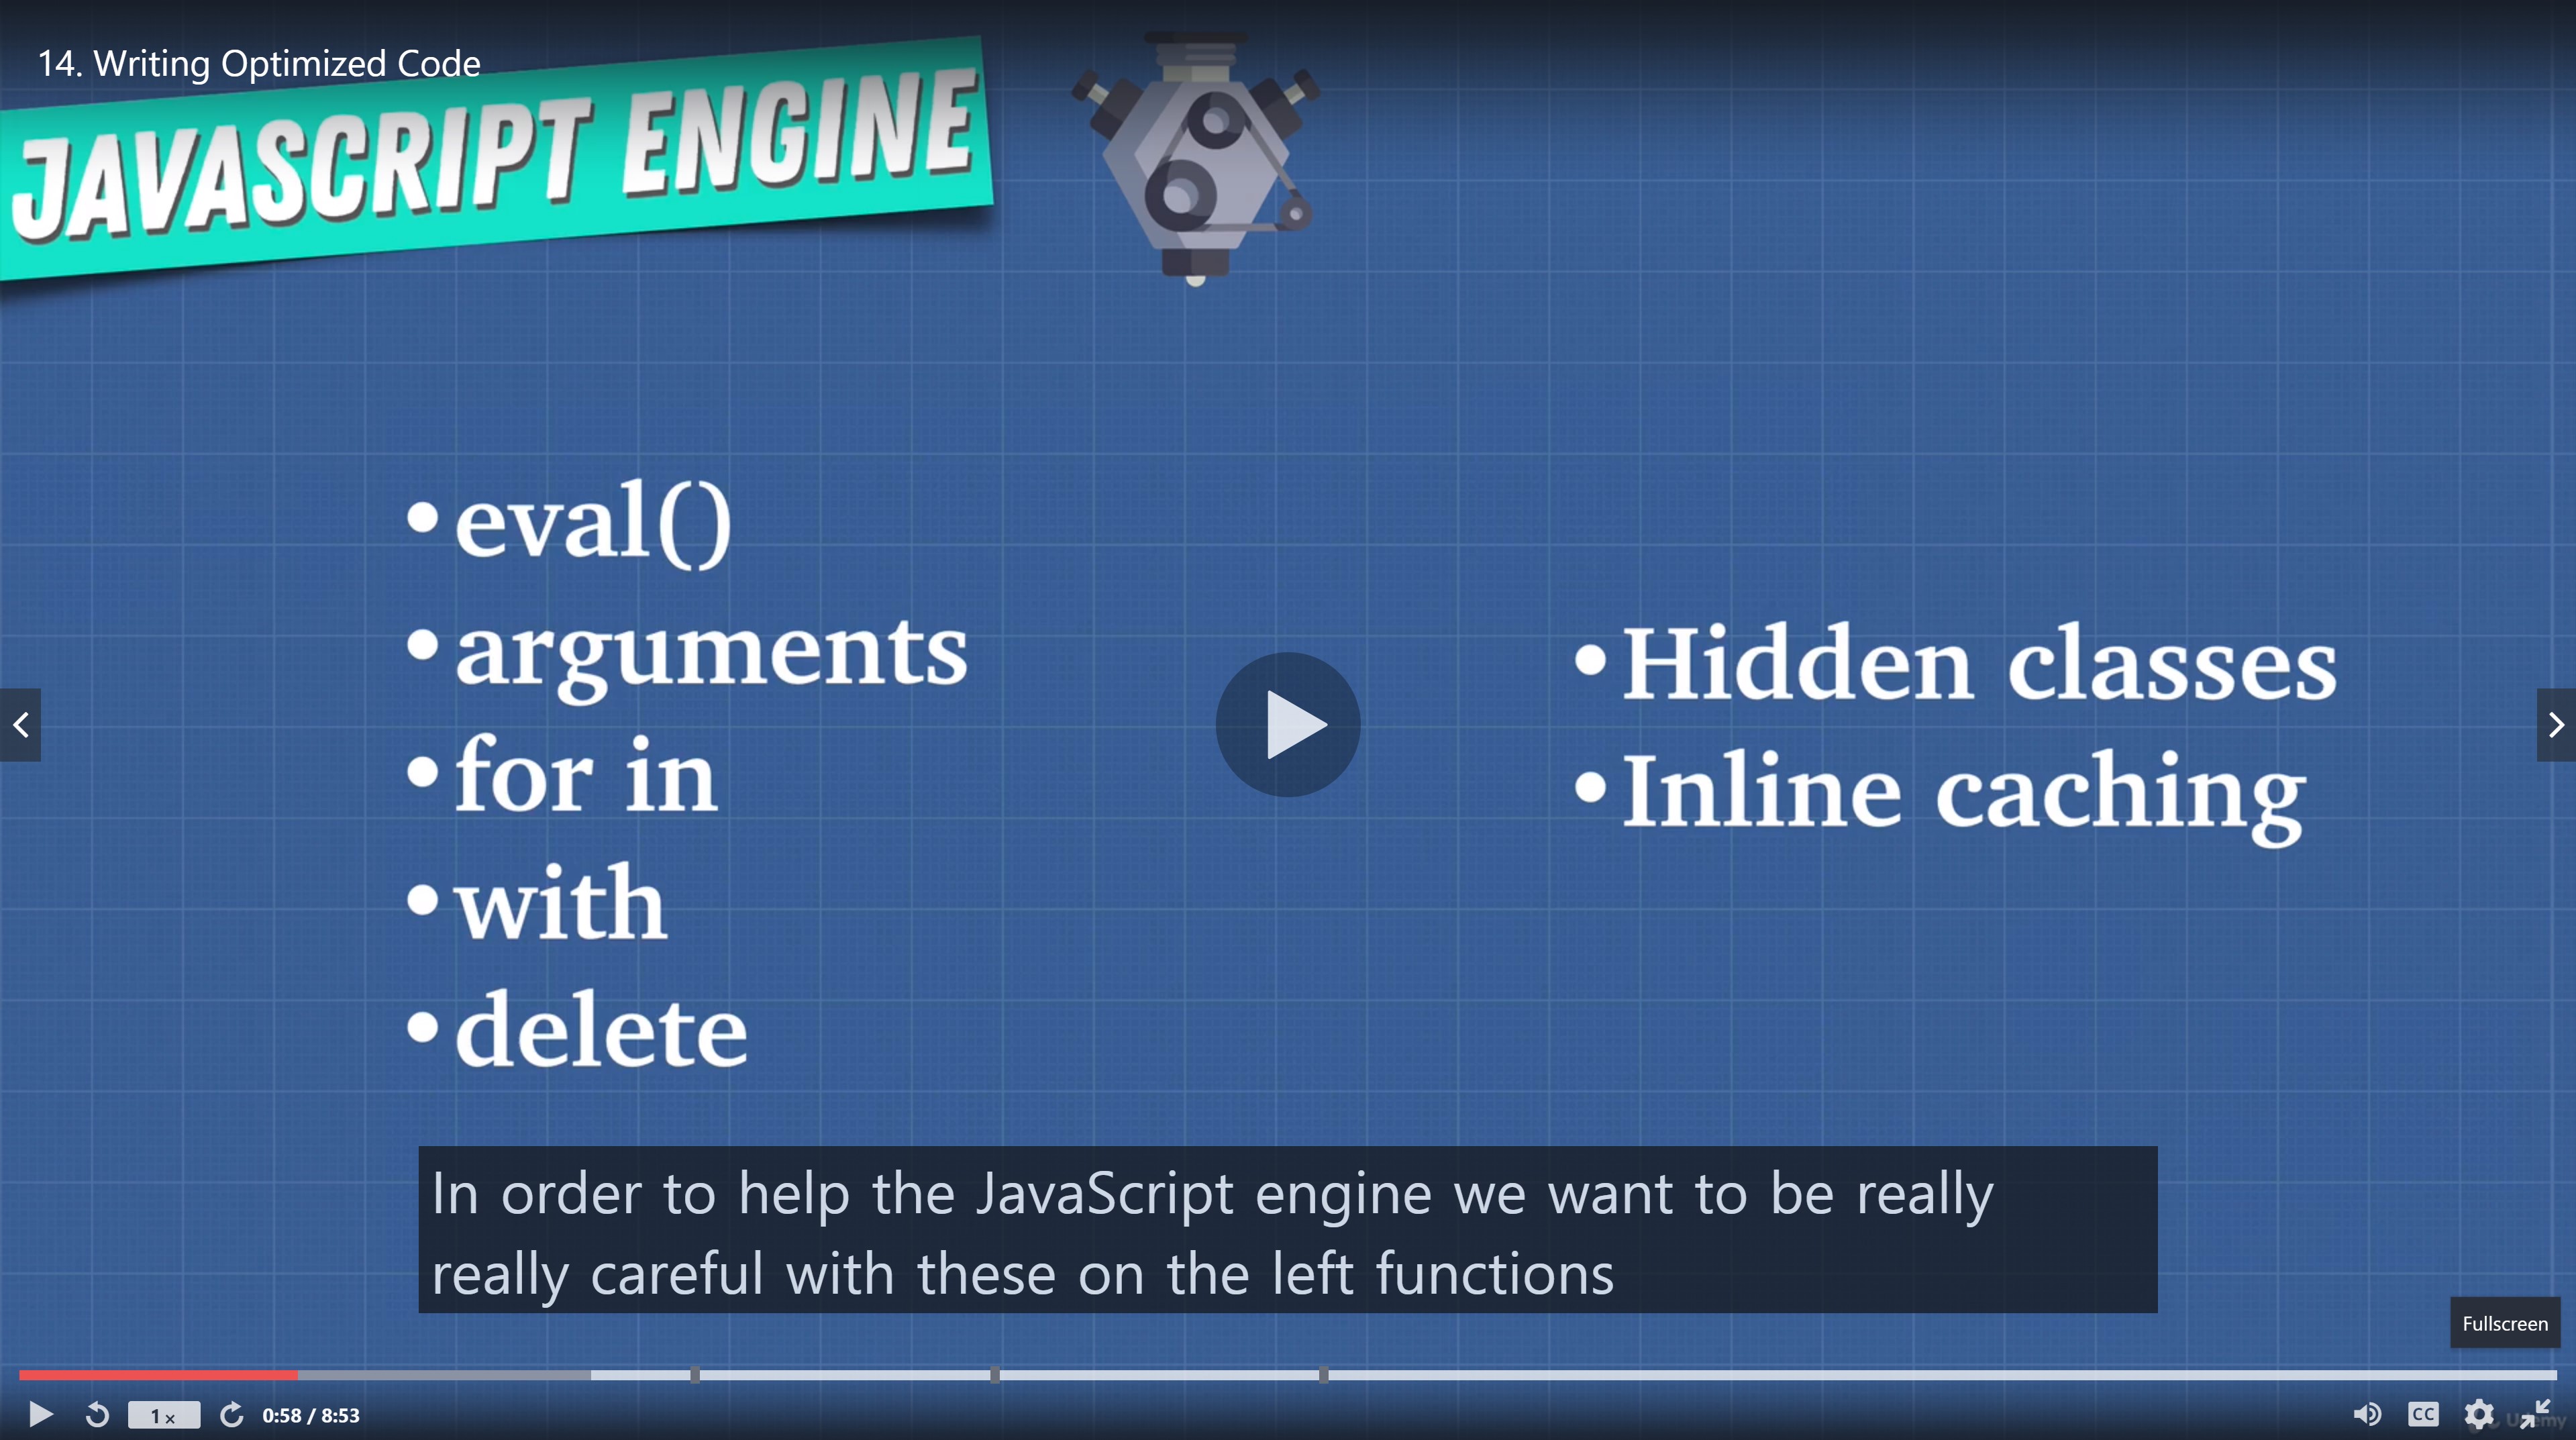 14. Writing Optimized Code
JAVASCRIPT ENGINE
• eval()
• arguments
• for in
• with
• delete
• Hidden classes
• Inline caching
In order to help the JavaScript engine we want to be really
really careful with these on the left functions
Fullscreen
1 x
0:58 / 8:53
CC
Udemy